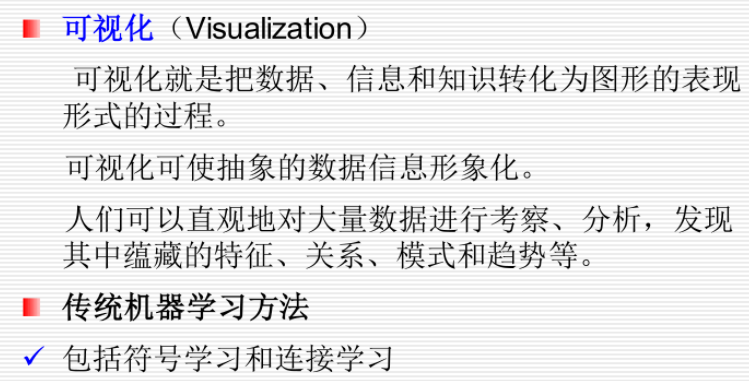 可视化（Visualization）
可视化就是把数据、信息和知识转化为图形的表现
形式的过程。
可视化可使抽象的数据信息形象化。
人们可以直观地对大量数据进行考察、分析，发现
其中蕴藏的特征、关系、模式和趋势等。
传统机器学习方法
✓ 包括符号学习和连接学习